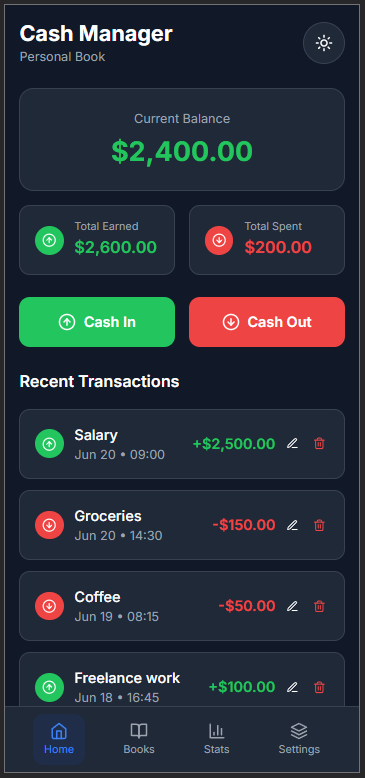 Cash Manager
Personal Book
Current Balance
$2,400.00
Total Earned
$2,600.00
Total Spent
$200.00
Cash In
Cash Out
Recent Transactions
Salary
Jun 20 • 09:00
+$2,500.00
Groceries
Jun 20 • 14:30
-$150.00
Coffee
Jun 19 • 08:15
-$50.00
Freelance work
Jun 18 • 16:45
+$100.00
Home
Books
Stats
Settings